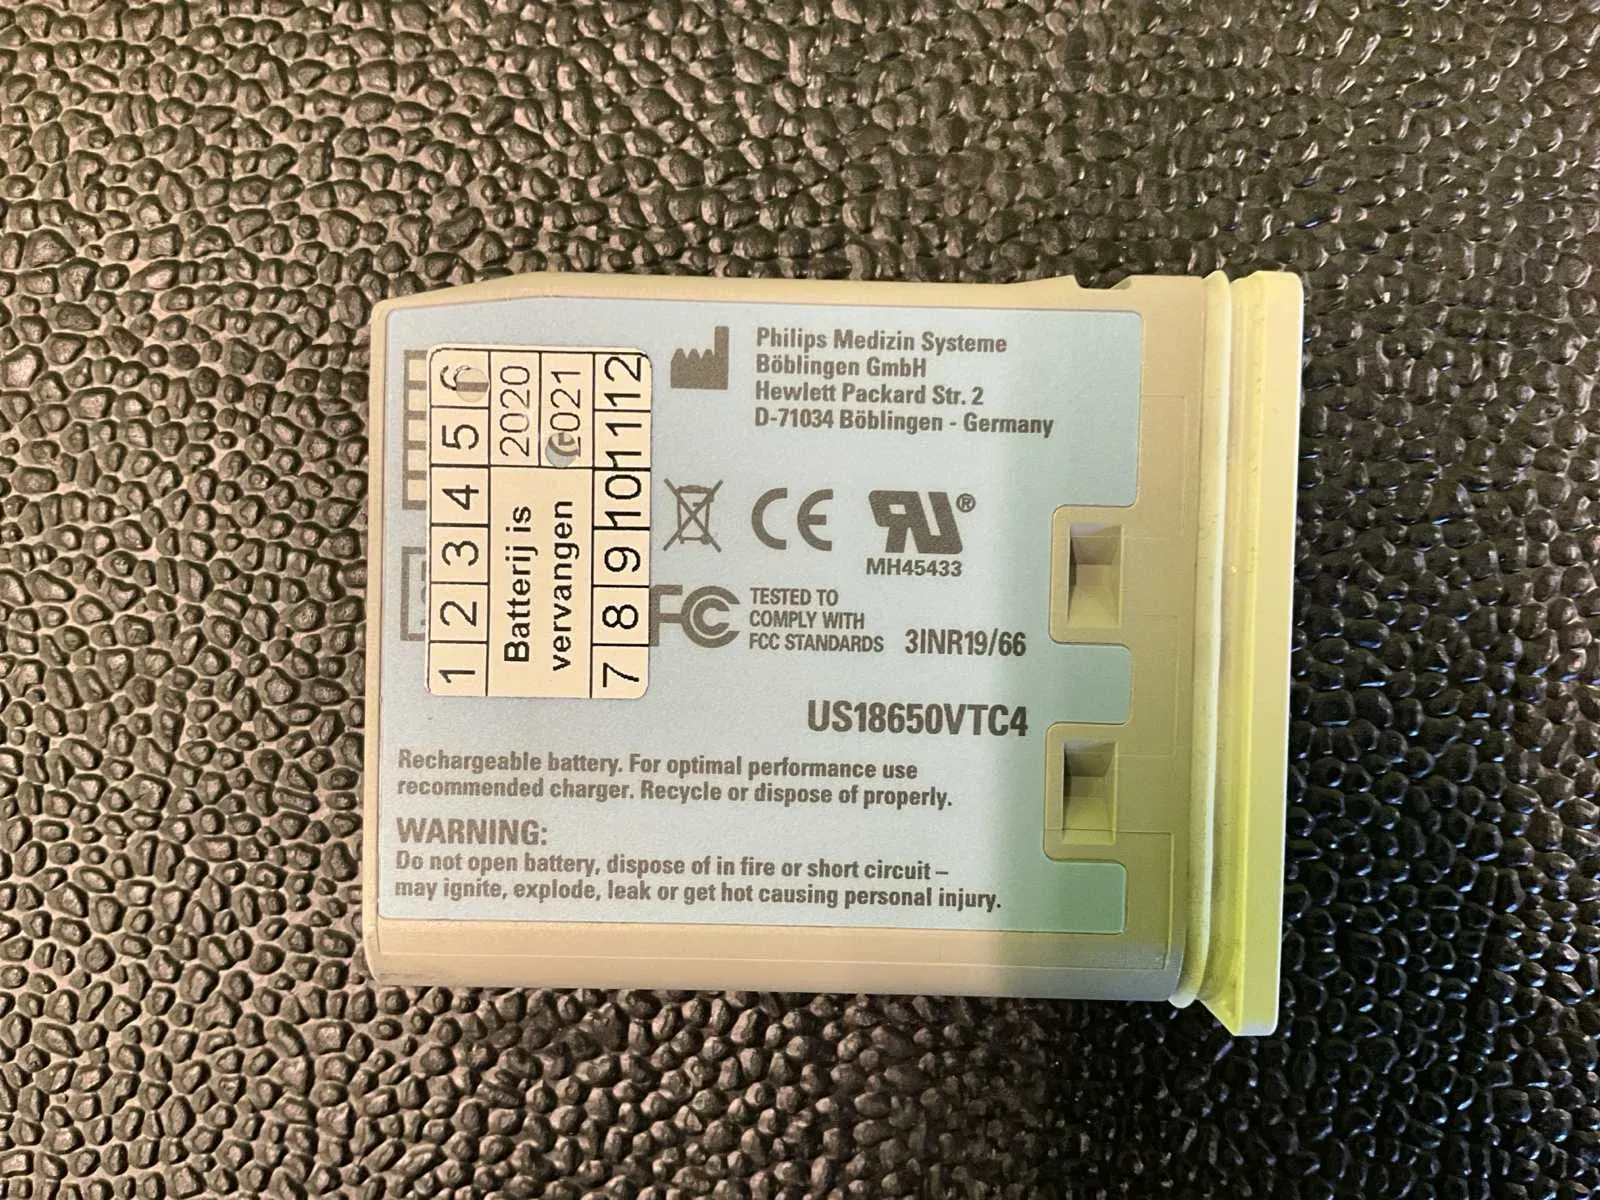 Philips Medizin Systeme
Böblingen GmbH
Hewlett Packard Str. 2
D-71034 Böblingen - Germany
1 2 3 4 5 6
Batterij is
vervangen
2020
2021
7 8 9 10 11 12
CE
RU®
MH45433
FC
TESTED TO
COMPLY WITH
FCC STANDARDS
3INR19/66
US18650VTC4
Rechargeable battery. For optimal performance use
recommended charger. Recycle or dispose of properly.
WARNING:
Do not open battery, dispose of in fire or short circuit –
may ignite, explode, leak or get hot causing personal injury.